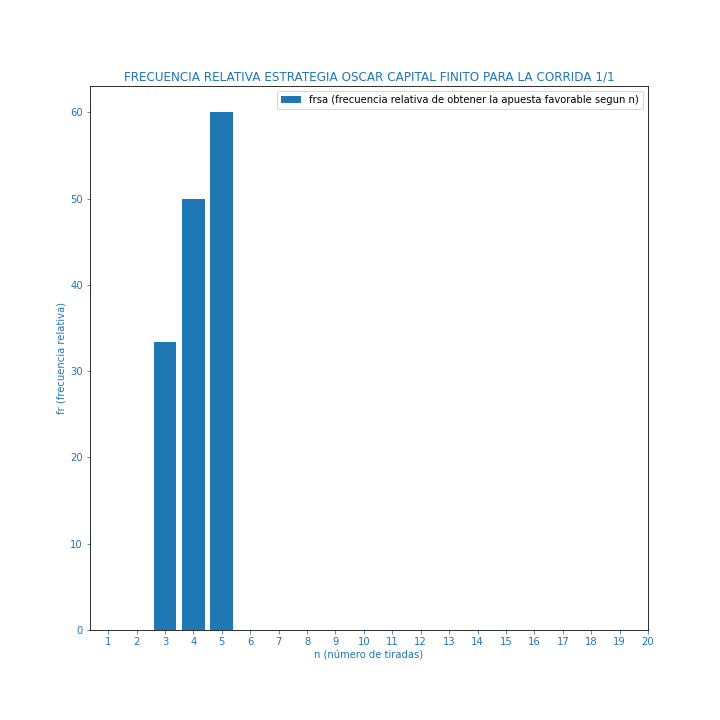 FRECUENCIA RELATIVA ESTRATEGIA OSCAR CAPITAL FINITO PARA LA CORRIDA 1/1
frsa (frecuencia relativa de obtener la apuesta favorable segun n)
fr (frecuencia relativa)
60
50
40
30
20
10
0
1 2 3 4 5 6 7 8 9 10 11 12 13 14 15 16 17 18 19 20
n (número de tiradas)